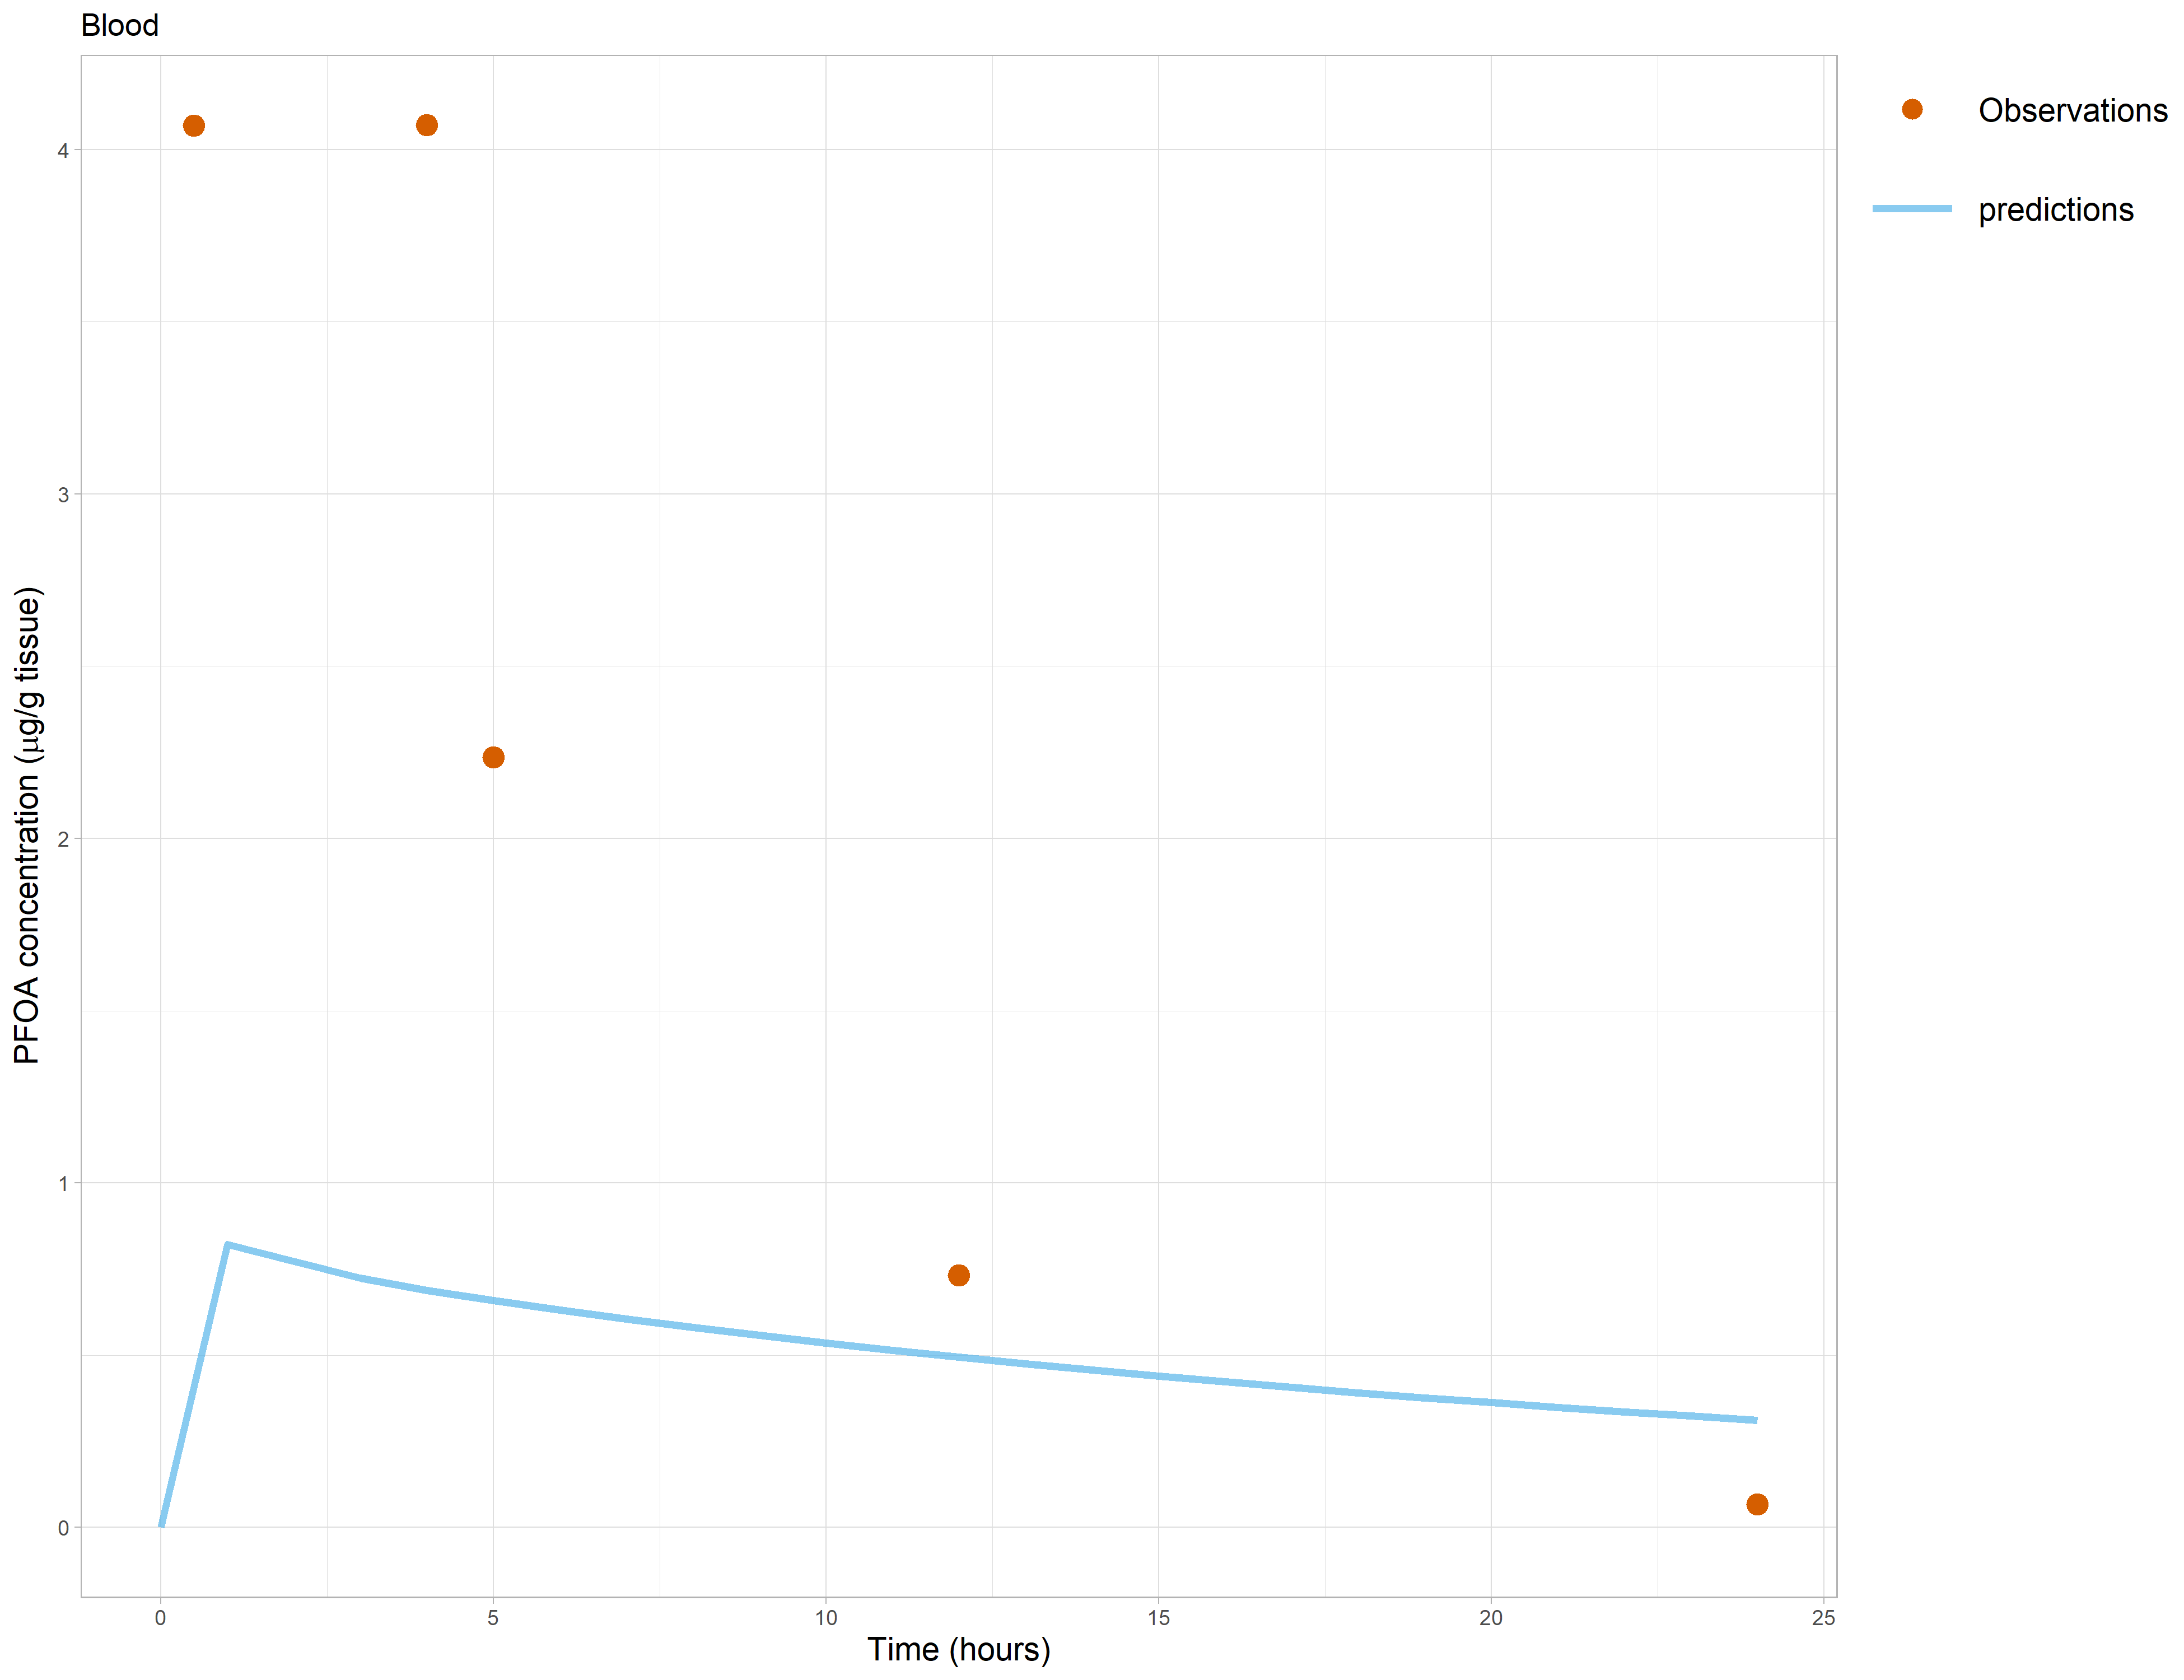 Blood
Observations
predictions
PFOA concentration (μg/g tissue)
4
3
2
1
0
0 5 10 15 20 25
Time (hours)